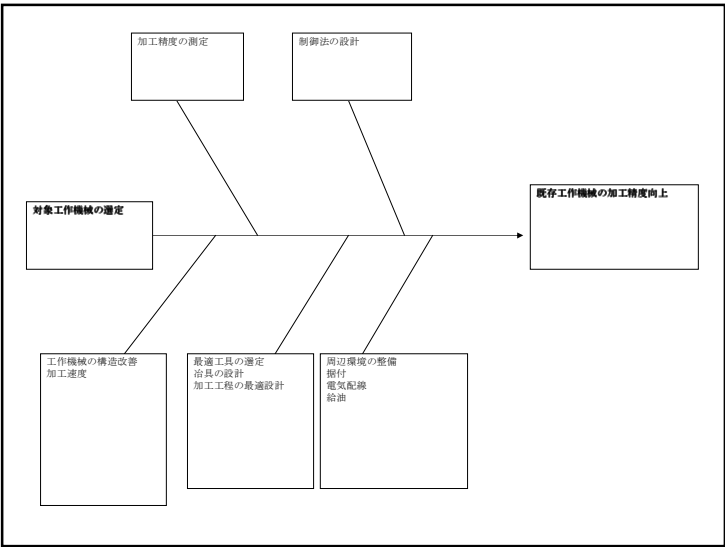 加工精度の測定
制御法の設計
対象工作機械の選定
既存工作機械の加工精度向上
工作機械の構造改善
加工速度
最適工具の選定
冶具の設計
加工工程の最適設計
周辺環境の整備
据付
電気配線
給油